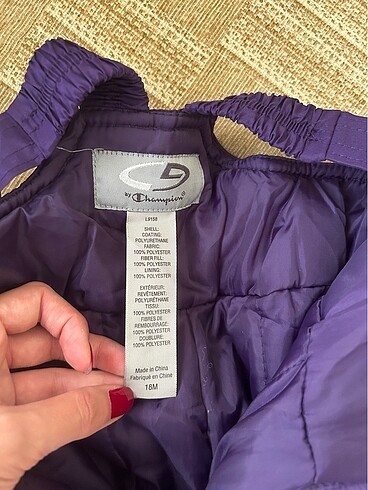 C9
by Champion®
L9158
SHELL:
COATING:
POLYURETHANE
FABRIC:
100% POLYESTER
FIBER FILL:
100% POLYESTER
LINING:
100% POLYESTER
EXTÉRIEUR:
REVÊTEMENT:
POLYURÉTHANE
TISSU:
100% POLYESTER
FIBRES DE
REMBOURRAGE:
100% POLYESTER
DOUBLURE:
100% POLYESTER
Made in China
Fabriqué en Chine
18M